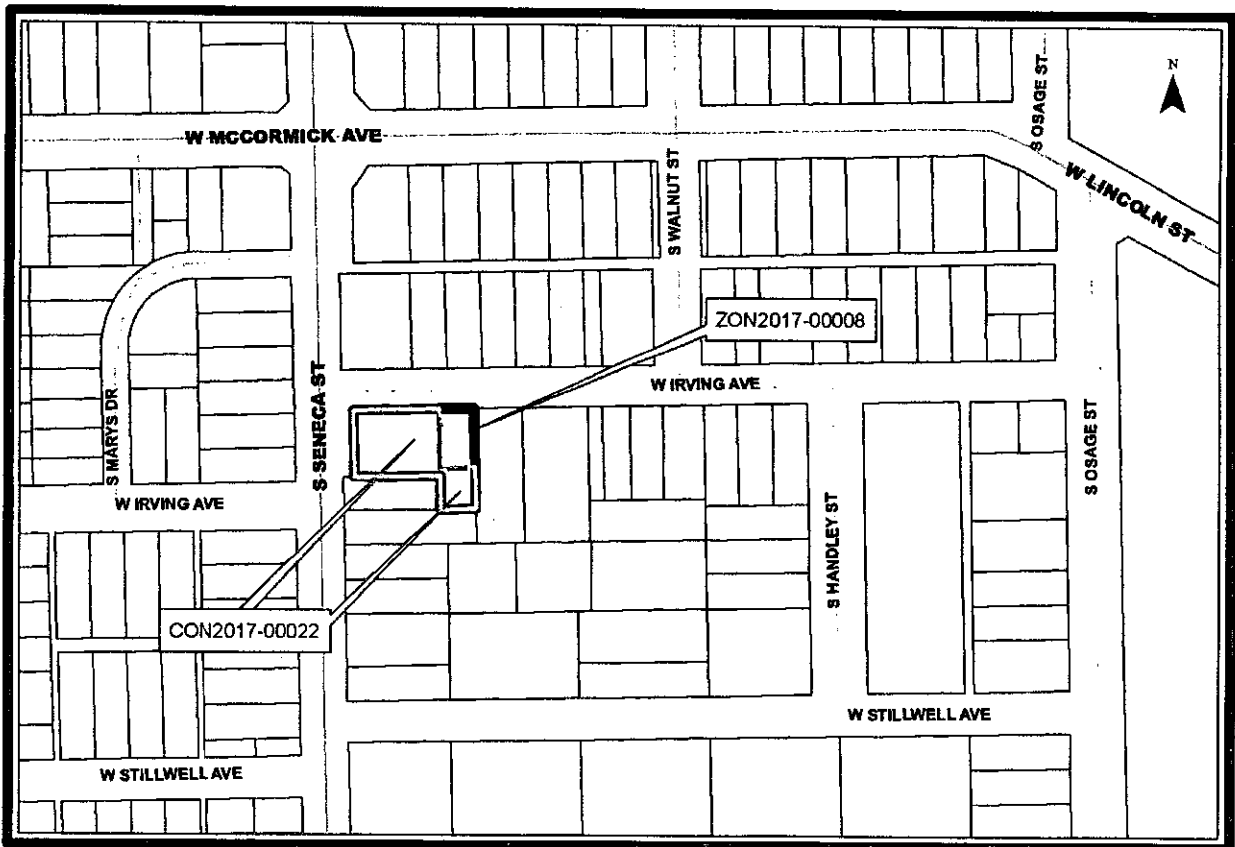 N
S OSAGE ST
W MCCORMICK AVE
W LINCOLN ST
S WALNUT ST
ZON2017-00008
W IRVING AVE
S SENECA ST
S MARYS DR
S OSAGE ST
W IRVING AVE
S HANDLEY ST
CON2017-00022
W STILLWELL AVE
W STILLWELL AVE